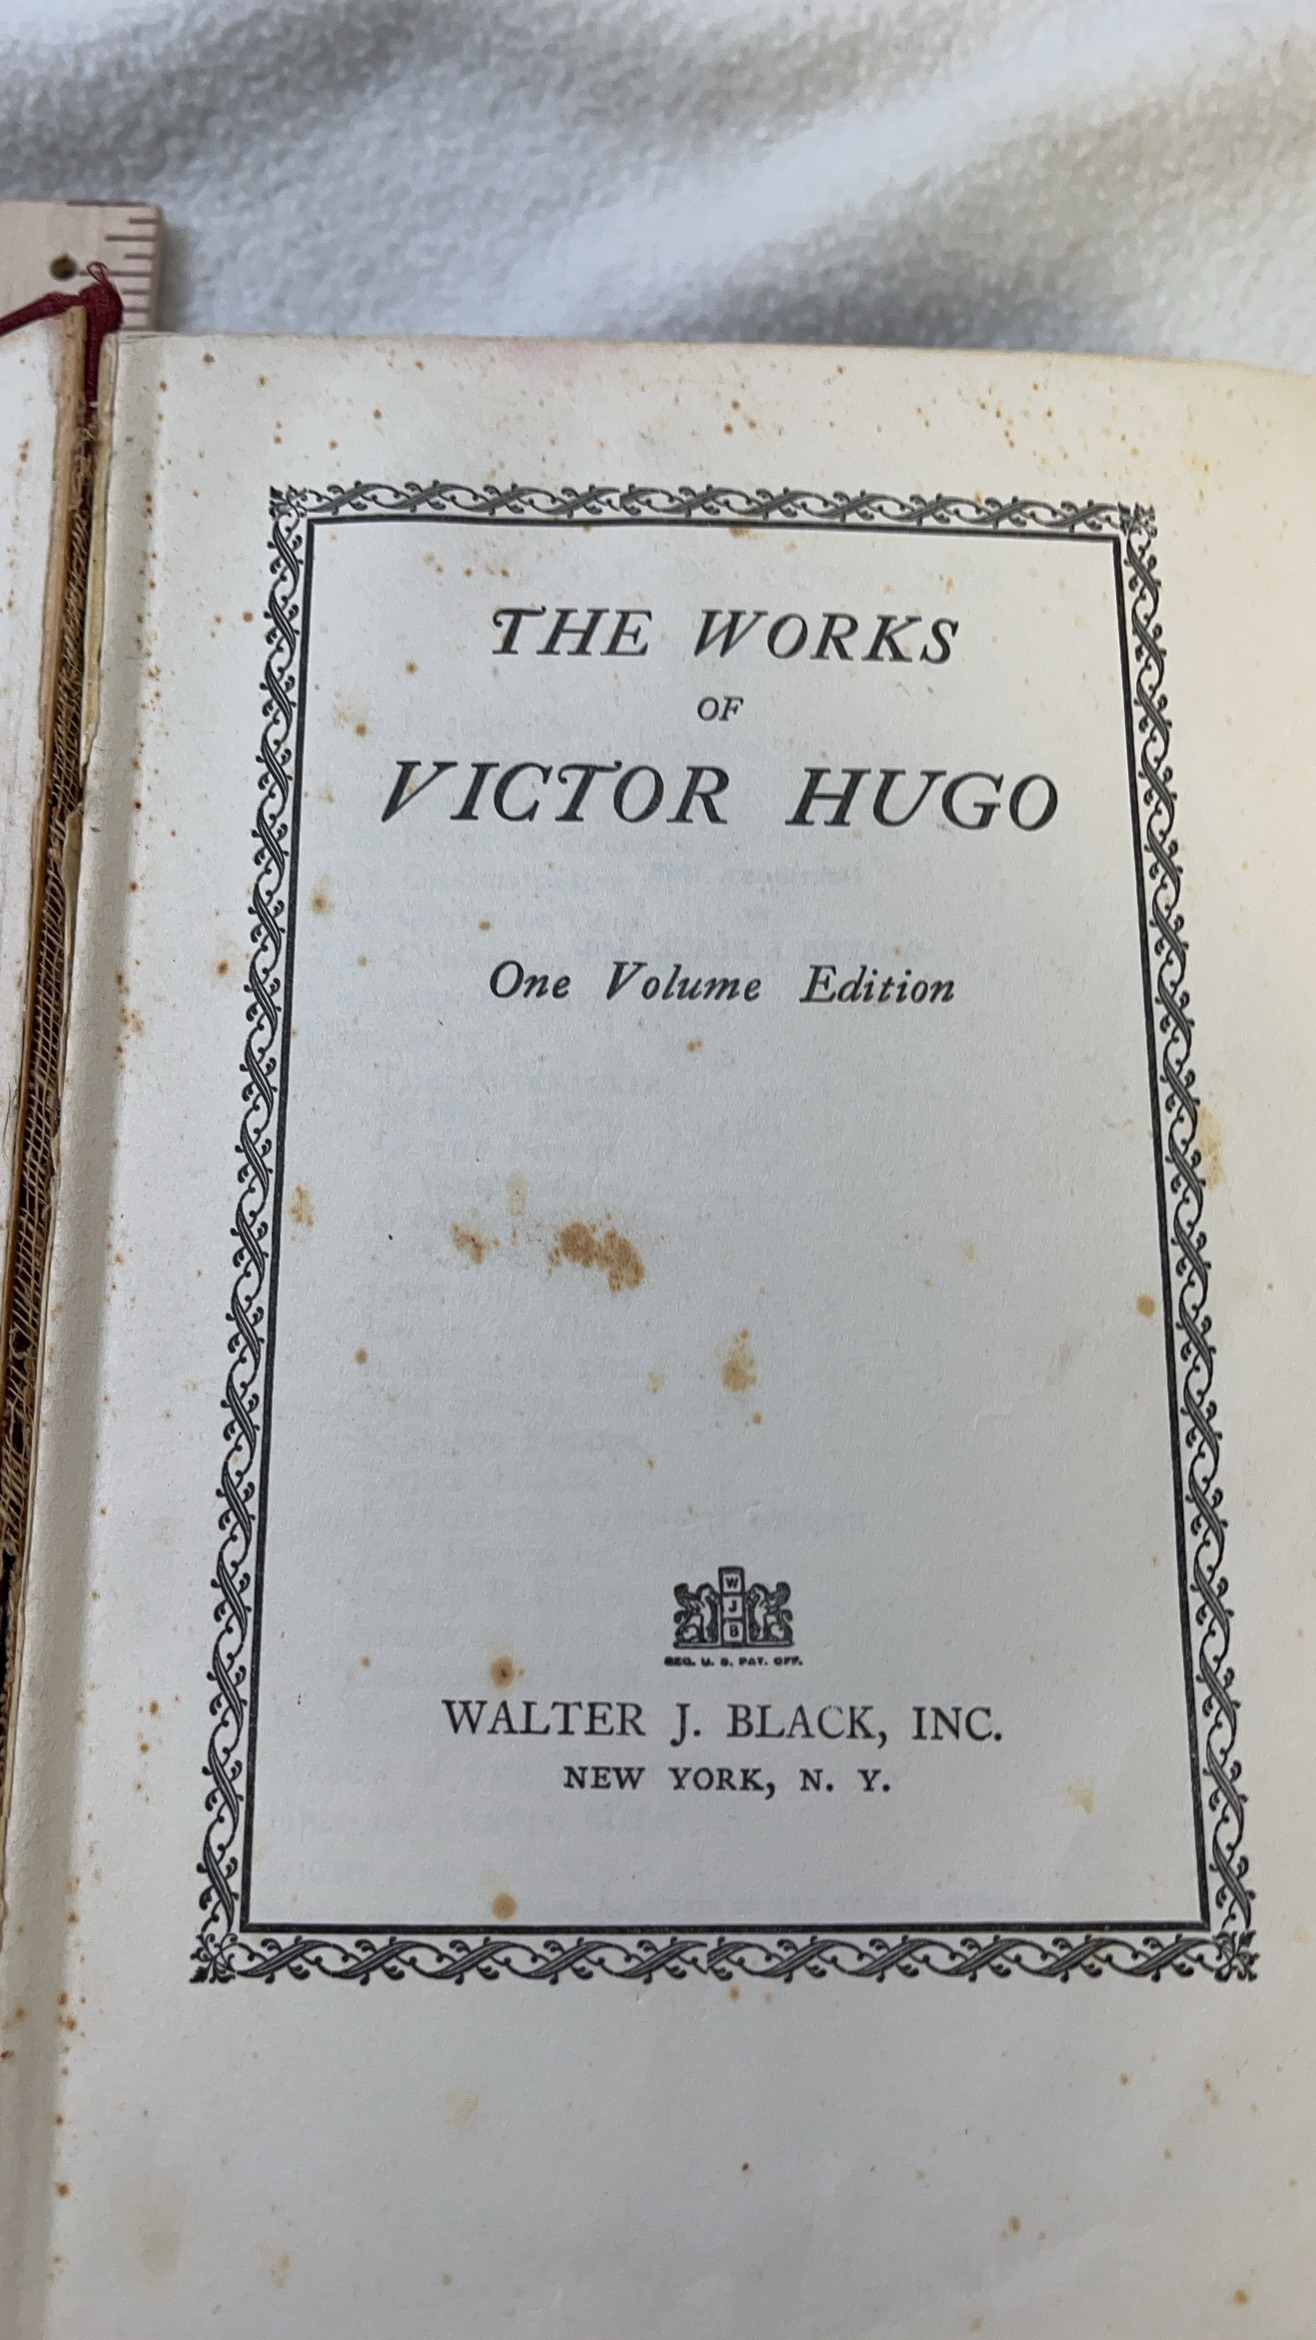 THE WORKS
OF
VICTOR HUGO
One Volume Edition
W
J
B
REG. U. S. PAT. OFF.
WALTER J. BLACK, INC.
NEW YORK, N. Y.